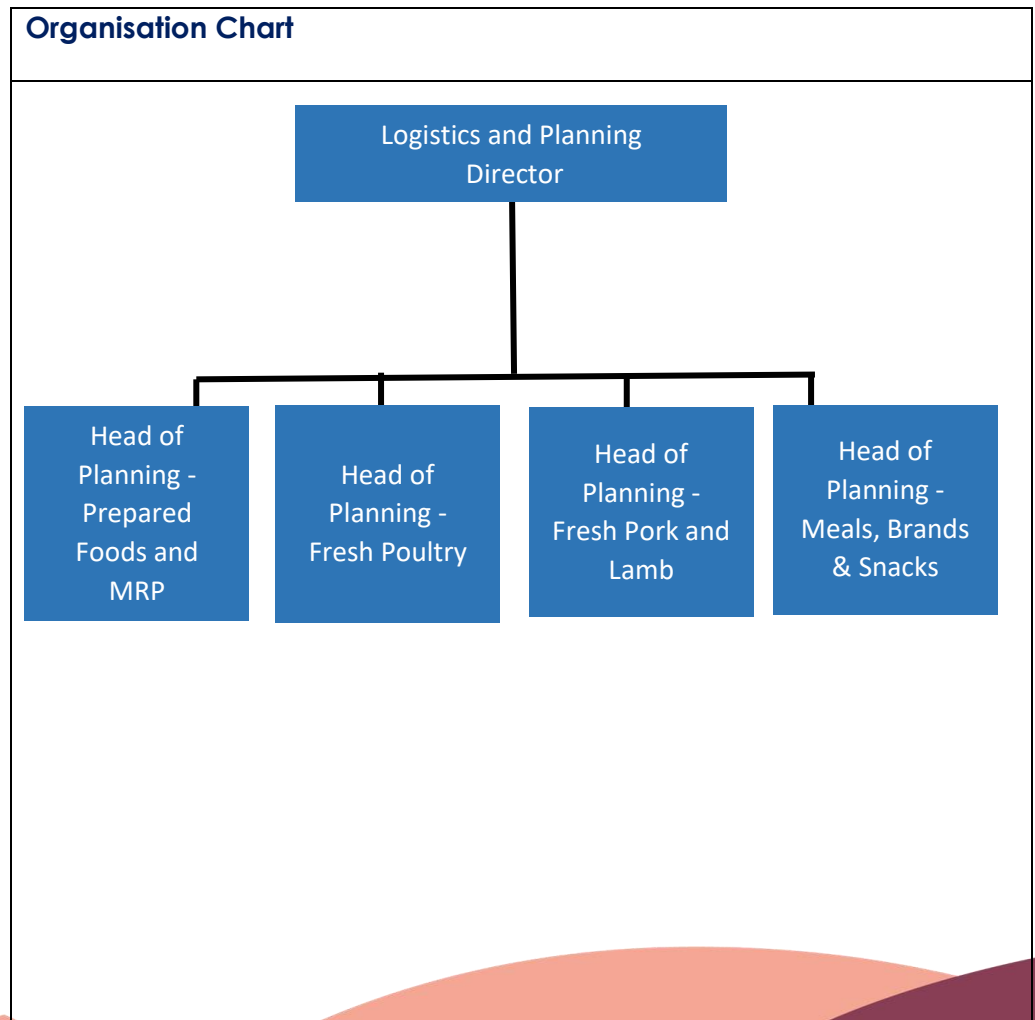 Organisation Chart
Logistics and Planning
Director
Head of
Planning -
Prepared
Foods and
MRP
Head of
Planning -
Fresh Poultry
Head of
Planning -
Fresh Pork and
Lamb
Head of
Planning -
Meals, Brands
& Snacks